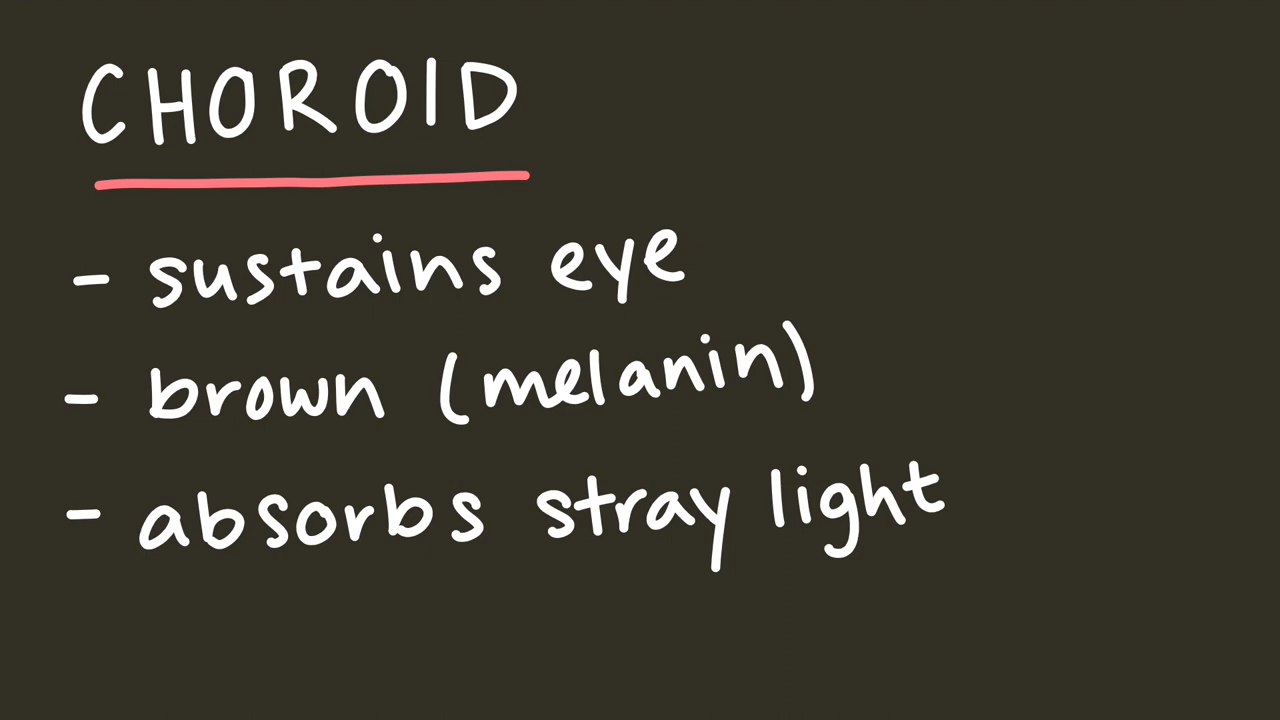 CHOROID
- sustains eye
- brown (melanin)
- absorbs stray light